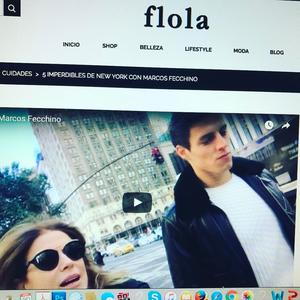 flola
INICIO SHOP BELLEZA LIFESTYLE MODA BLOG
CUIDADES > 5 IMPERDIBLES DE NEW YORK CON MARCOS FECCHINO
Marcos Fecchino